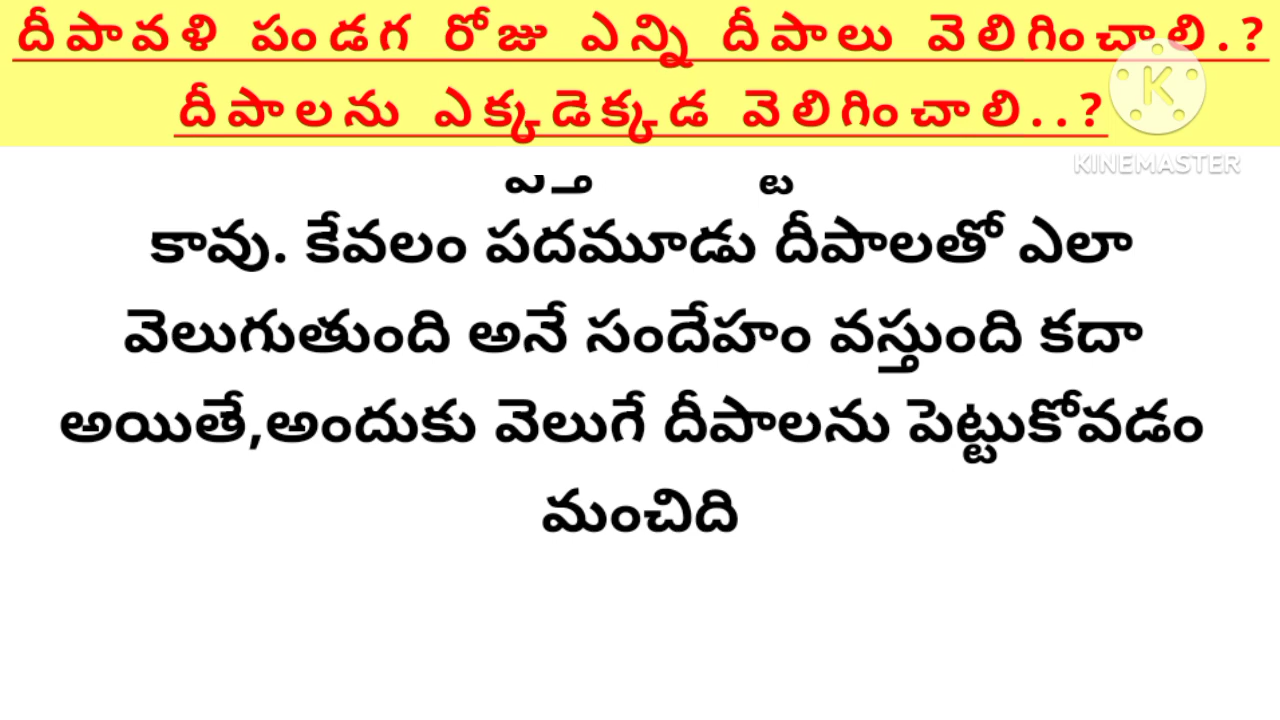 దీపావళి పండగ రోజు ఎన్ని దీపాలు వెలిగించాలి.?
దీపాలను ఎక్కడెక్కడ వెలిగించాలి..?
KINEMASTER
కావు. కేవలం పదమూడు దీపాలతో ఎలా
వెలుగుతుంది అనే సందేహం వస్తుంది కదా
అయితే,అందుకు వెలుగే దీపాలను పెట్టుకోవడం
మంచిది